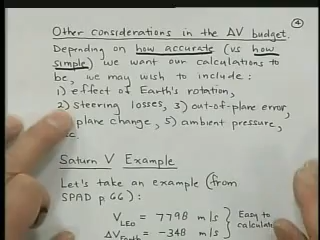 4
Other considerations in the ΔV budget.
Depending on how accurate (vs how
simple) we want our calculations to
be, we may wish to include:
1) effect of Earth's rotation,
2) steering losses, 3) out-of-plane error,
plane change, 5) ambient pressure,
Saturn V Example
Let's take an example (from
SPAD p.66):
V_LEO = 7798 m/s } Easy to
ΔV_Earth = -348 m/s } calculate